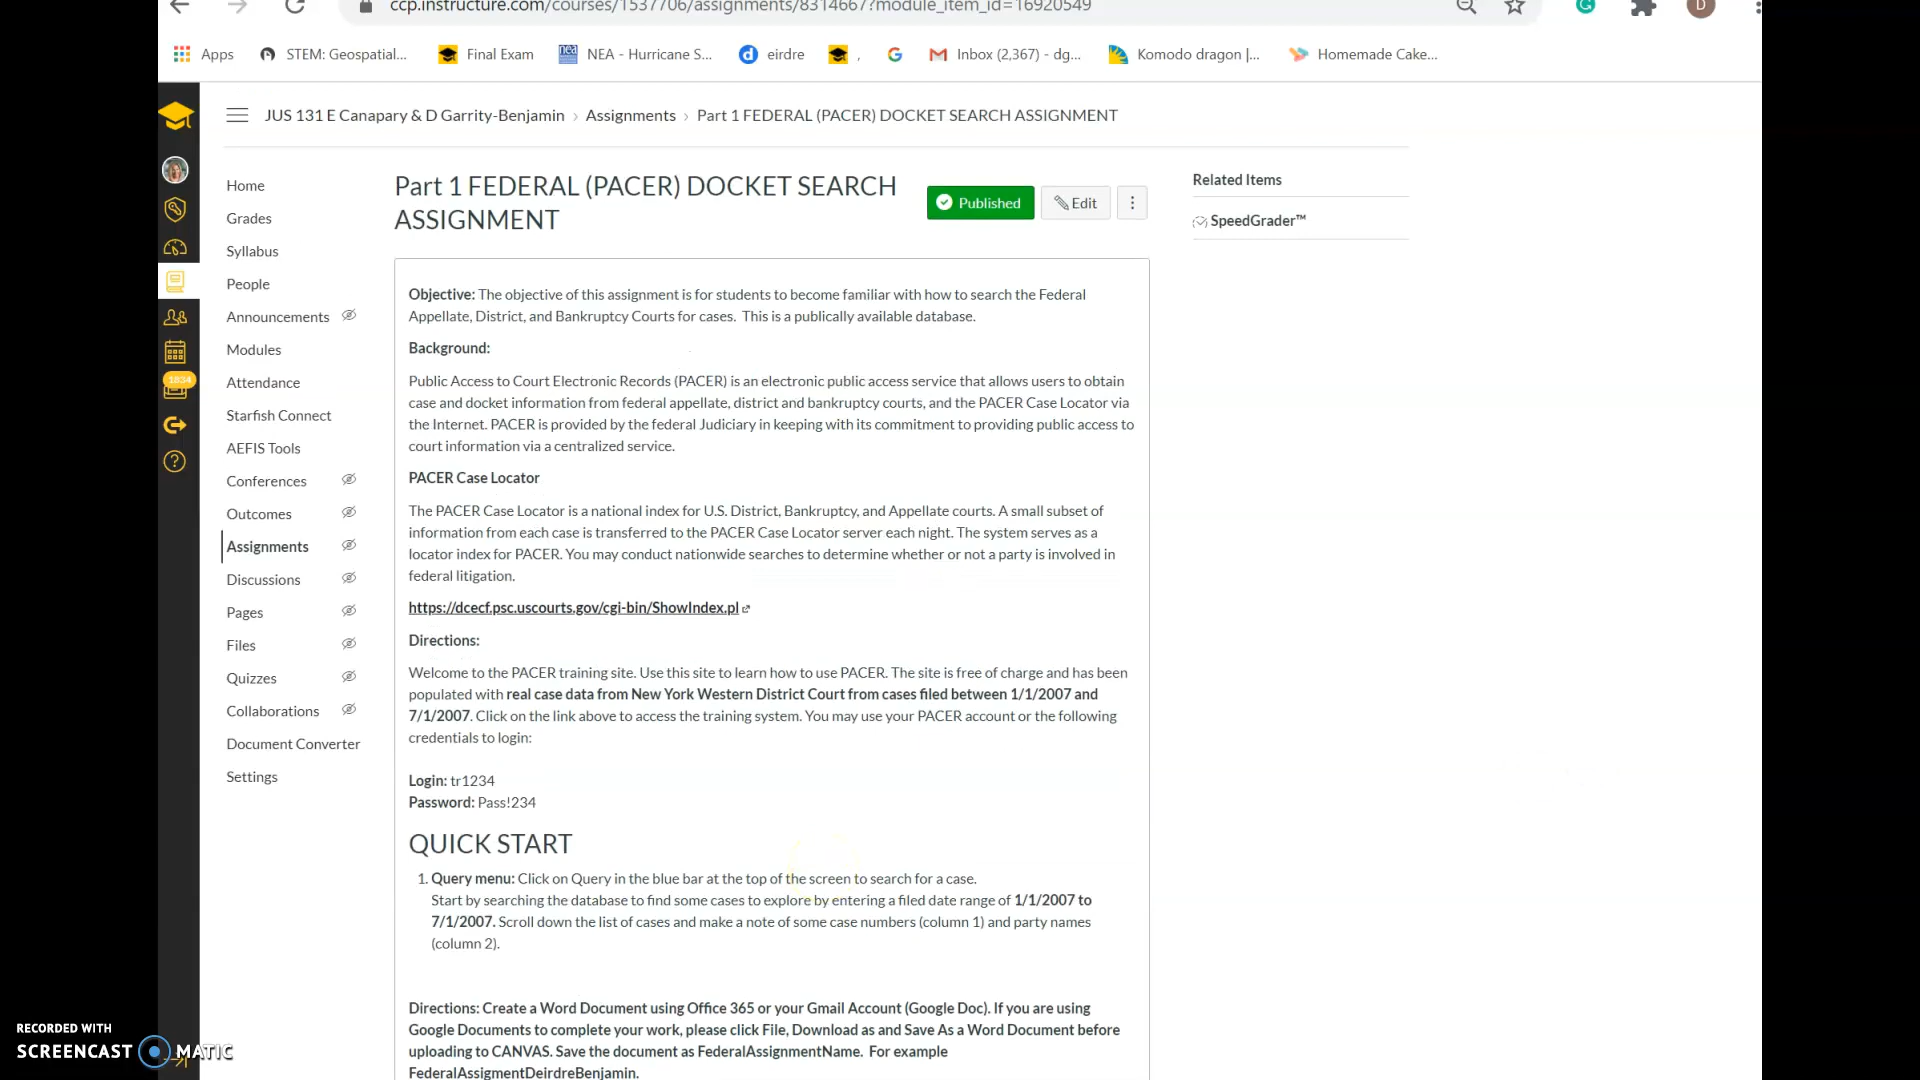 ccp.instructure.com/courses/1537706/assignments/8314667?module_item_id=16920549
D
Apps
STEM: Geospatial...
Final Exam
NEA - Hurricane S...
eirdre
,
Inbox (2,367) - dg...
Komodo dragon |...
Homemade Cake...
JUS 131 E Canapary & D Garrity-Benjamin › Assignments › Part 1 FEDERAL (PACER) DOCKET SEARCH ASSIGNMENT
Home
Grades
Syllabus
People
Announcements
Modules
Attendance
Starfish Connect
AEFIS Tools
Conferences
Outcomes
Assignments
Discussions
Pages
Files
Quizzes
Collaborations
Document Converter
Settings
1834
Part 1 FEDERAL (PACER) DOCKET SEARCH
ASSIGNMENT
Published
Edit
Related Items
SpeedGrader™
Objective: The objective of this assignment is for students to become familiar with how to search the Federal
Appellate, District, and Bankruptcy Courts for cases. This is a publically available database.
Background:
Public Access to Court Electronic Records (PACER) is an electronic public access service that allows users to obtain
case and docket information from federal appellate, district and bankruptcy courts, and the PACER Case Locator via
the Internet. PACER is provided by the federal Judiciary in keeping with its commitment to providing public access to
court information via a centralized service.
PACER Case Locator
The PACER Case Locator is a national index for U.S. District, Bankruptcy, and Appellate courts. A small subset of
information from each case is transferred to the PACER Case Locator server each night. The system serves as a
locator index for PACER. You may conduct nationwide searches to determine whether or not a party is involved in
federal litigation.
https://dcecf.psc.uscourts.gov/cgi-bin/ShowIndex.pl
Directions:
Welcome to the PACER training site. Use this site to learn how to use PACER. The site is free of charge and has been
populated with real case data from New York Western District Court from cases filed between 1/1/2007 and
7/1/2007. Click on the link above to access the training system. You may use your PACER account or the following
credentials to login:
Login: tr1234
Password: Pass!234
QUICK START
1. Query menu: Click on Query in the blue bar at the top of the screen to search for a case.
Start by searching the database to find some cases to explore by entering a filed date range of 1/1/2007 to
7/1/2007. Scroll down the list of cases and make a note of some case numbers (column 1) and party names
(column 2).
Directions: Create a Word Document using Office 365 or your Gmail Account (Google Doc). If you are using
Google Documents to complete your work, please click File, Download as and Save As a Word Document before
uploading to CANVAS. Save the document as FederalAssignmentName. For example
FederalAssigmentDeirdreBenjamin.
RECORDED WITH
SCREENCAST MATIC